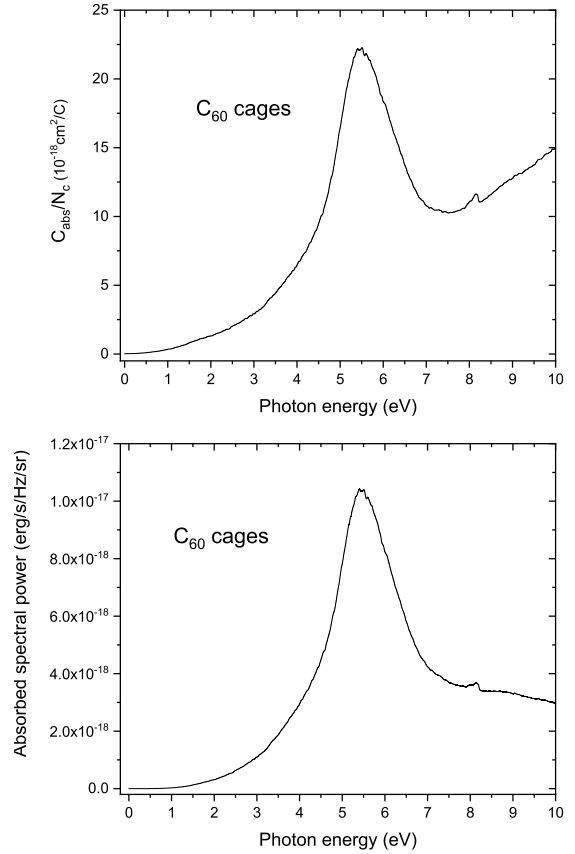 25
20
15
10
5
0
C₆₀ cages
C_abs/N_c (10⁻¹⁸cm²/C)
0 1 2 3 4 5 6 7 8 9 10
Photon energy (eV)
1.2x10⁻¹⁷
1.0x10⁻¹⁷
8.0x10⁻¹⁸
6.0x10⁻¹⁸
4.0x10⁻¹⁸
2.0x10⁻¹⁸
0.0
C₆₀ cages
Absorbed spectral power (erg/s/Hz/sr)
0 1 2 3 4 5 6 7 8 9 10
Photon energy (eV)